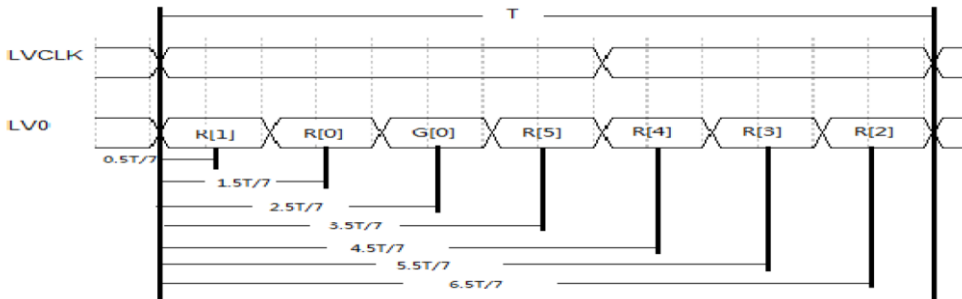 T
LVCLK
LV0
R[1] R[0] G[0] R[5] R[4] R[3] R[2]
0.5T/7
1.5T/7
2.5T/7
3.5T/7
4.5T/7
5.5T/7
6.5T/7